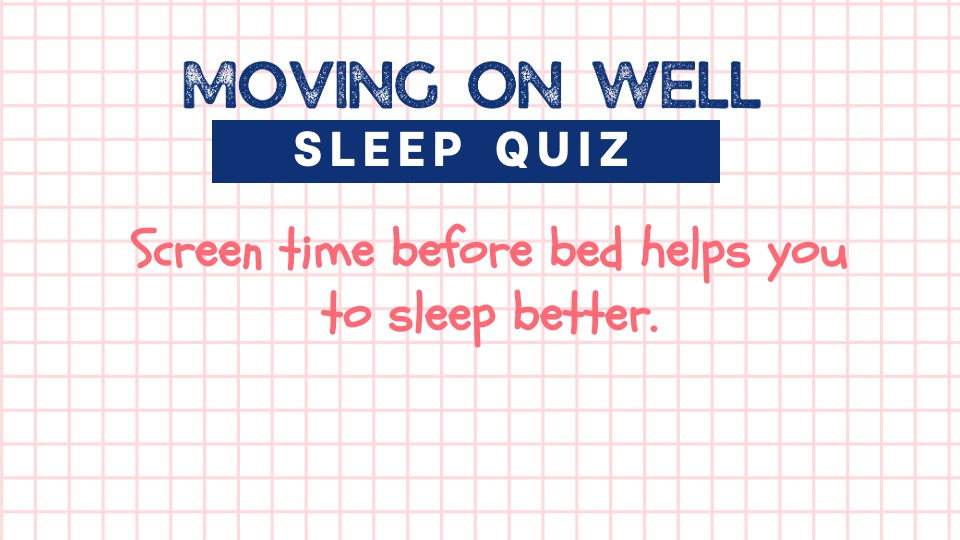 MOVING ON WELL
SLEEP QUIZ
Screen time before bed helps you
to sleep better.